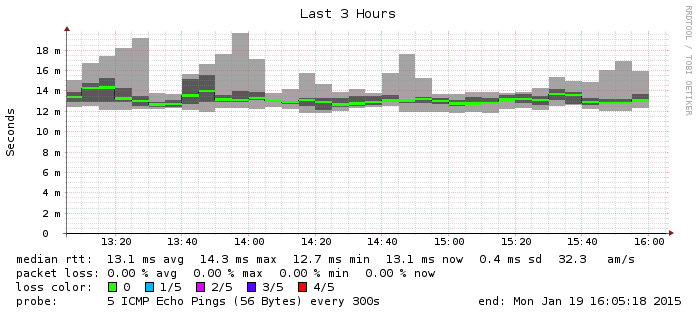 Last 3 Hours
RRDTOOL / TOBI OETIKER
Seconds
18 m
16 m
14 m
12 m
10 m
8 m
6 m
4 m
2 m
0
13:20 13:40 14:00 14:20 14:40 15:00 15:20 15:40 16:00
median rtt: 13.1 ms avg 14.3 ms max 12.7 ms min 13.1 ms now 0.4 ms sd 32.3 am/s
packet loss: 0.00 % avg 0.00 % max 0.00 % min 0.00 % now
loss color: 0 1/5 2/5 3/5 4/5
probe: 5 ICMP Echo Pings (56 Bytes) every 300s end: Mon Jan 19 16:05:18 2015